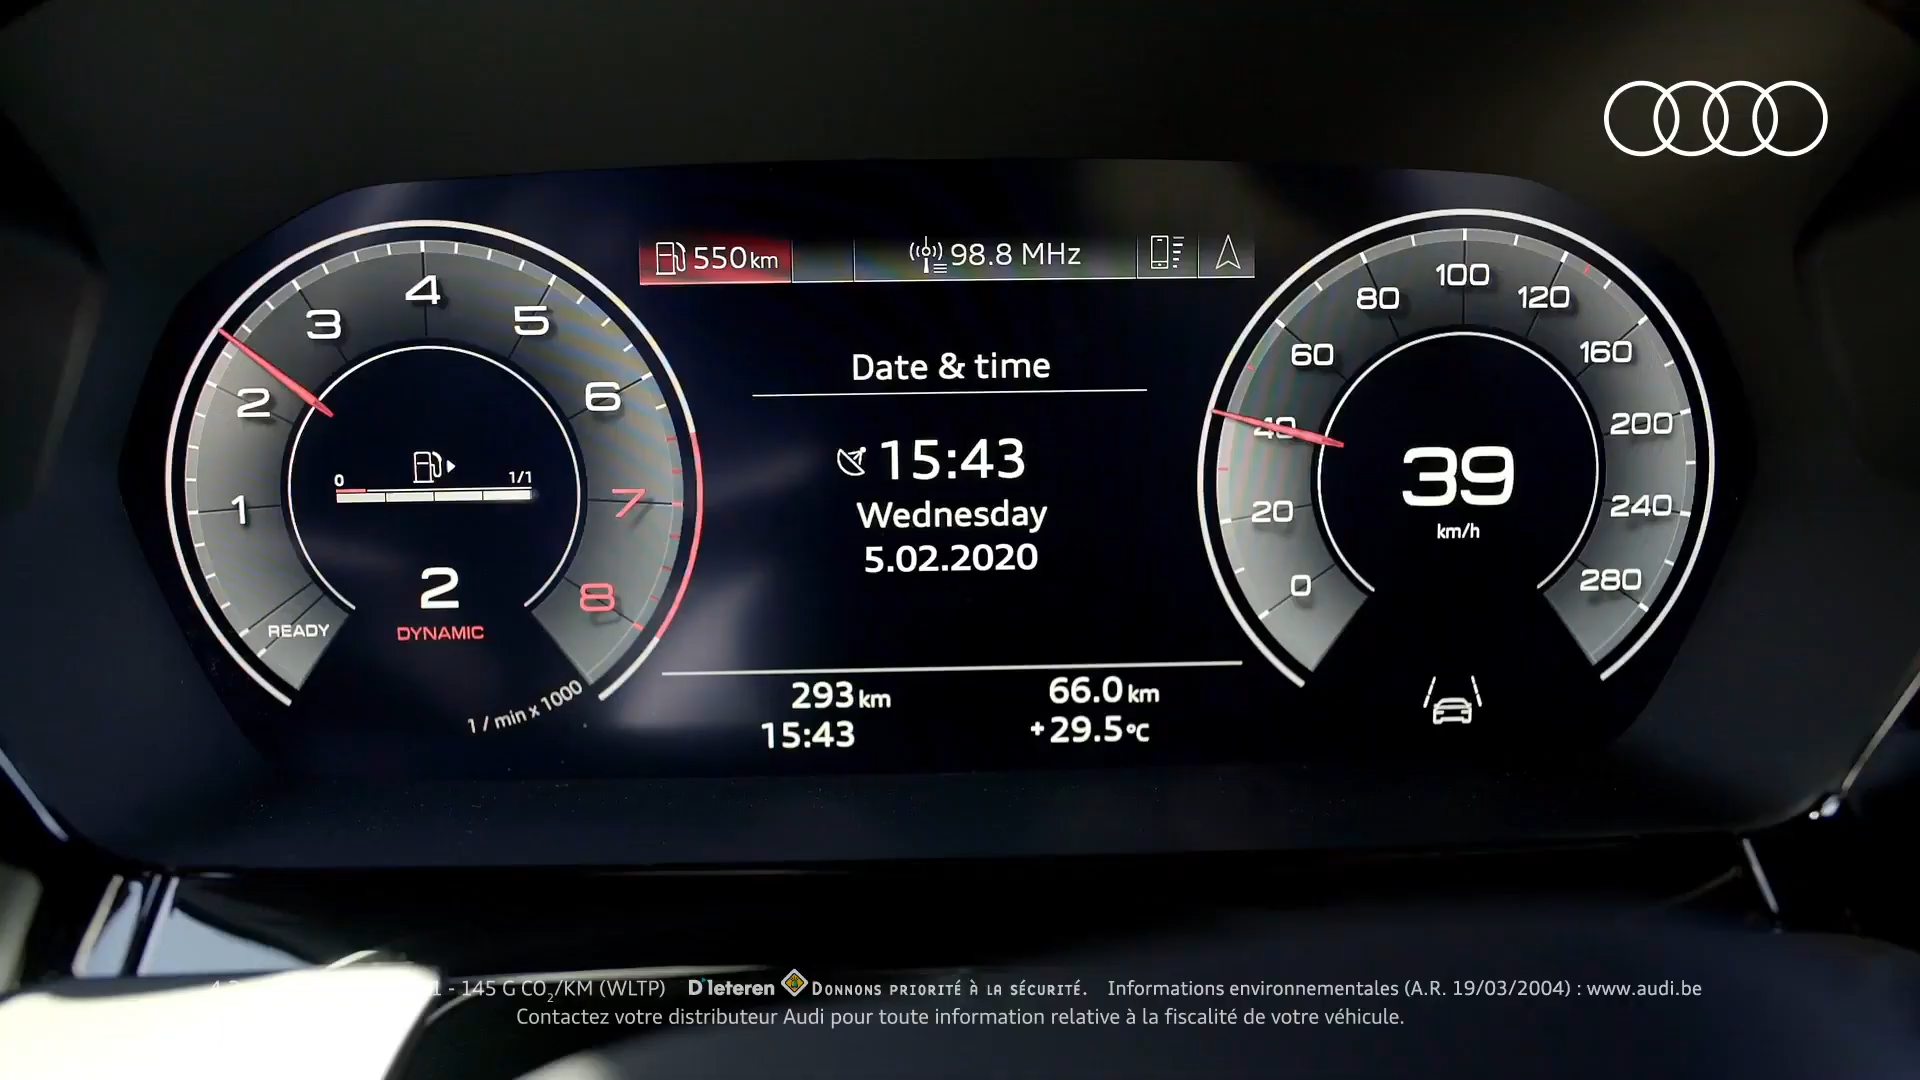 550 km
98.8 MHz
Date & time
15:43
Wednesday
5.02.2020
293 km
66.0 km
15:43
+29.5 °C
1
2
3
4
5
6
7
8
READY
0
1/1
2
DYNAMIC
1 / min x 1000
0
20
40
60
80
100
120
160
200
240
280
39
km/h
- 145 G CO₂/KM (WLTP) D'Ieteren DONNONS PRIORITÉ À LA SÉCURITÉ. Informations environnementales (A.R. 19/03/2004) : www.audi.be
Contactez votre distributeur Audi pour toute information relative à la fiscalité de votre véhicule.